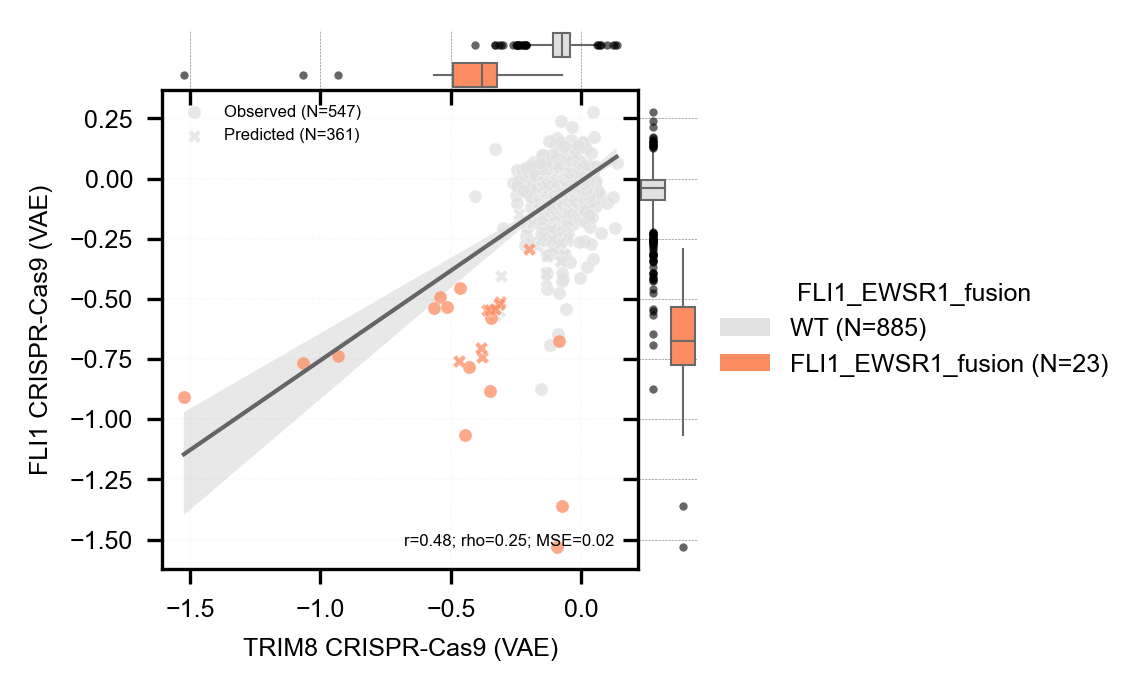 Observed (N=547)
Predicted (N=361)
0.25
0.00
−0.25
−0.50
−0.75
−1.00
−1.25
−1.50
FLI1 CRISPR-Cas9 (VAE)
r=0.48; rho=0.25; MSE=0.02
−1.5
−1.0
−0.5
0.0
TRIM8 CRISPR-Cas9 (VAE)
FLI1_EWSR1_fusion
WT (N=885)
FLI1_EWSR1_fusion (N=23)